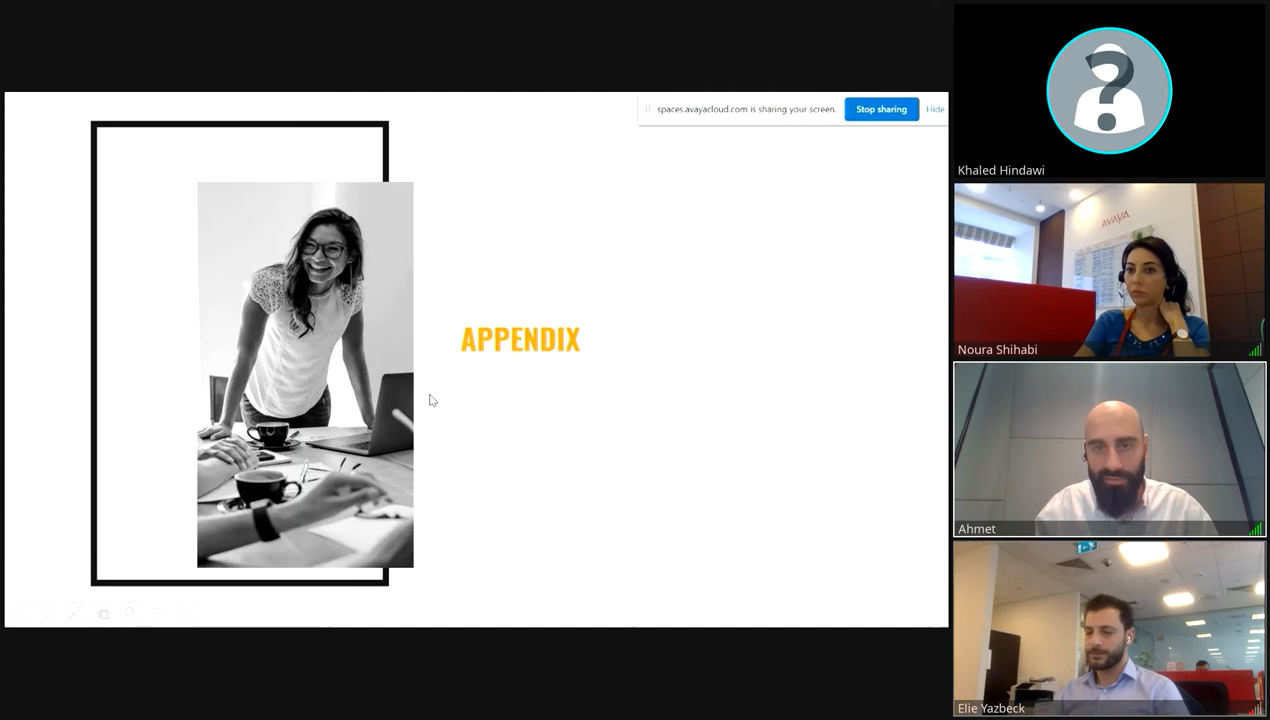 spaces.avayacloud.com is sharing your screen.
Stop sharing
Hide
APPENDIX
Khaled Hindawi
AVAYA
Noura Shihabi
Ahmet
Elie Yazbeck